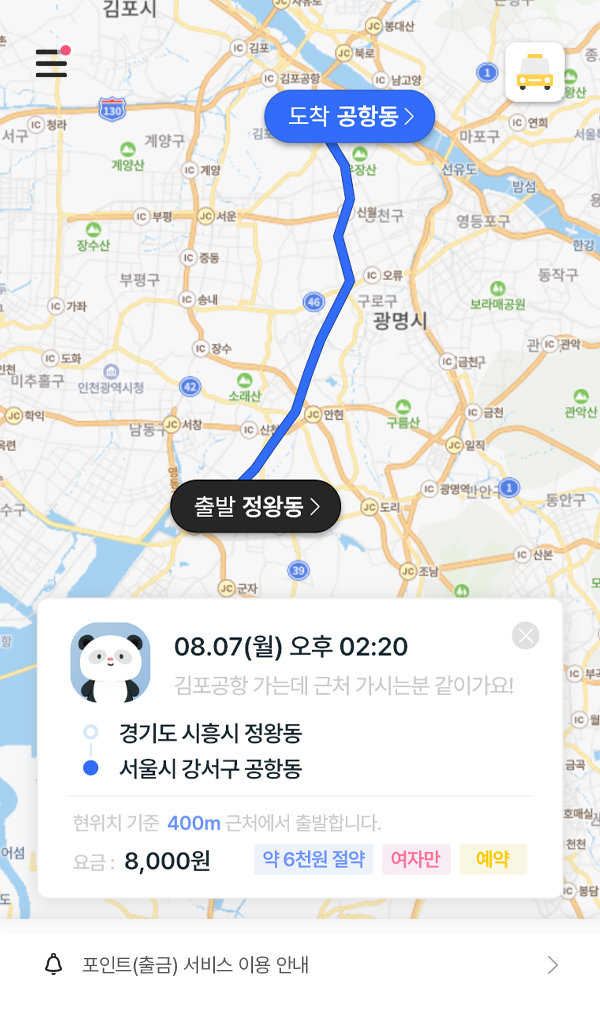 김포시
IC 김포
JC 봉대산
JC 북로
IC 김포공항
IC 남고양
1
130
도착 공항동
IC 청라
IC 연희
서구
계양구
마포구
계양산
IC 계양
우장산
선유도
밤섬
IC 부평
JC 서운
신월
양천구
영등포구
장수산
한강
IC 중동
부평구
IC 오류
동작구
IC 가좌
IC 송내
46
구로구
보라매공원
광명시
IC 도화
IC 장수
IC 금천구
관
IC 관악
미추홀구
인천광역시청
42
소래산
JC 학익
JC 안현
구름산
IC 금천
관악산
남동구
JC 서창
IC 신천
JC 일직
IC 광명역
만안구
1
동안구
출발 정왕동
JC 도리
수구
IC 산본
39
JC 군자
JC 조남
08.07(월) 오후 02:20
김포공항 가는데 근처 가시는분 같이가요!
경기도 시흥시 정왕동
서울시 강서구 공항동
현위치 기준 400m 근처에서 출발합니다.
요금 : 8,000원
약 6천원 절약
여자만
예약
IC 부
IC 북
금곡
호매실
천천
어섬
IC 봉담
포인트(출금) 서비스 이용 안내